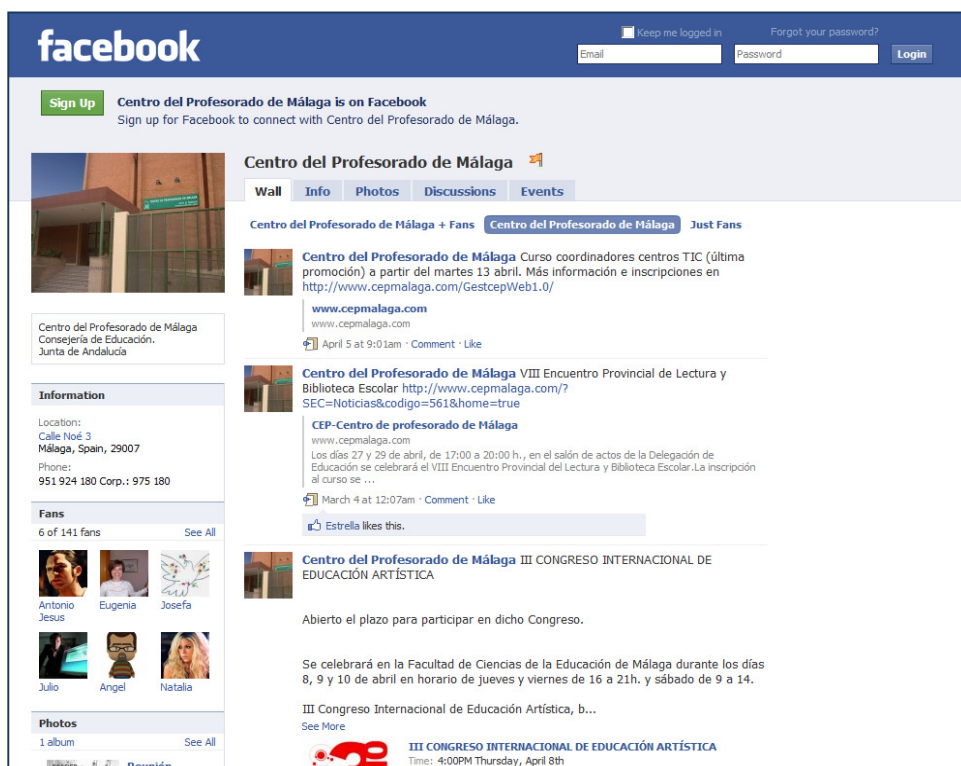 facebook
Keep me logged in
Forgot your password?
Email
Password
Login
Sign Up
Centro del Profesorado de Málaga is on Facebook
Sign up for Facebook to connect with Centro del Profesorado de Málaga.
Centro del Profesorado de Málaga
Wall Info Photos Discussions Events
Centro del Profesorado de Málaga + Fans Centro del Profesorado de Málaga Just Fans
Centro del Profesorado de Málaga Curso coordinadores centros TIC (última
promoción) a partir del martes 13 abril. Más información e inscripciones en
http://www.cepmalaga.com/GestcepWeb1.0/
www.cepmalaga.com
www.cepmalaga.com
April 5 at 9:01am · Comment · Like
Centro del Profesorado de Málaga
Consejería de Educación.
Junta de Andalucía
Information
Location:
Calle Noé 3
Málaga, Spain, 29007
Phone:
951 924 180 Corp.: 975 180
Fans
6 of 141 fans See All
Antonio
Jesus
Eugenia
Josefa
Julio
Angel
Natalia
Photos
1 album See All
Reunión
Centro del Profesorado de Málaga VIII Encuentro Provincial de Lectura y
Biblioteca Escolar http://www.cepmalaga.com/?
SEC=Noticias&codigo=561&home=true
CEP-Centro de profesorado de Málaga
www.cepmalaga.com
Los días 27 y 29 de abril, de 17:00 a 20:00 h., en el salón de actos de la Delegación de
Educación se celebrará el VIII Encuentro Provincial del Lectura y Biblioteca Escolar.La inscripción
al curso se ...
March 4 at 12:07am · Comment · Like
Estrella likes this.
Centro del Profesorado de Málaga III CONGRESO INTERNACIONAL DE
EDUCACIÓN ARTÍSTICA
Abierto el plazo para participar en dicho Congreso.
Se celebrará en la Facultad de Ciencias de la Educación de Málaga durante los días
8, 9 y 10 de abril en horario de jueves y viernes de 16 a 21h. y sábado de 9 a 14.
III Congreso Internacional de Educación Artística, b...
See More
III CONGRESO INTERNACIONAL DE EDUCACIÓN ARTÍSTICA
Time: 4:00PM Thursday, April 8th